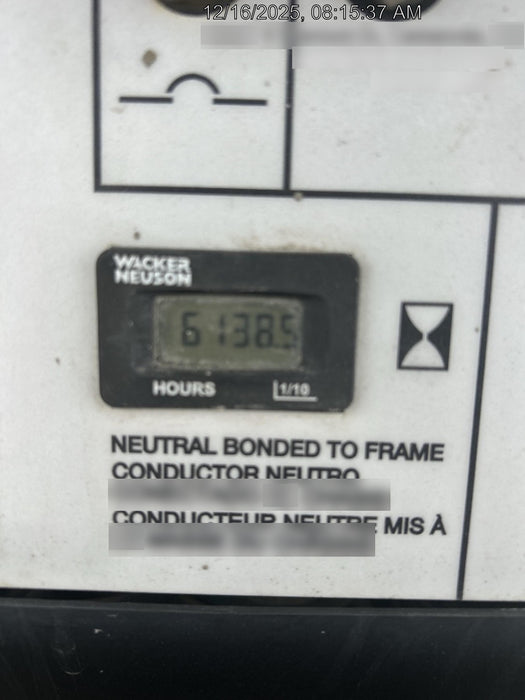 12/16/2025, 08:15:37 AM
WACKER
NEUSON
6138.5
HOURS 1/10
NEUTRAL BONDED TO FRAME
CONDUCTOR NEUTRO
CONDUCTEUR NEUTRE MIS À